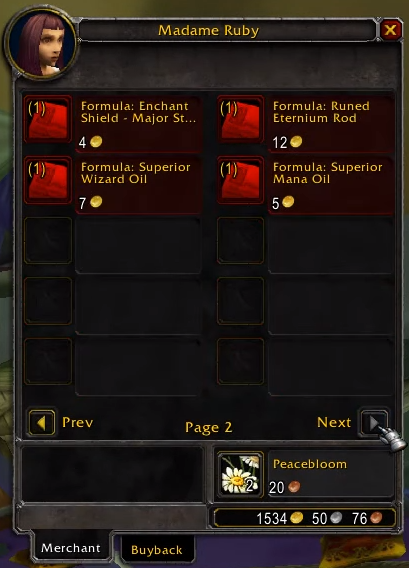 Madame Ruby
(1) Formula: Enchant
Shield - Major St...
4
(1) Formula: Runed
Eternium Rod
12
(1) Formula: Superior
Wizard Oil
7
(1) Formula: Superior
Mana Oil
5
Prev
Page 2
Next
2
Peacebloom
20
1534 50 76
Merchant
Buyback